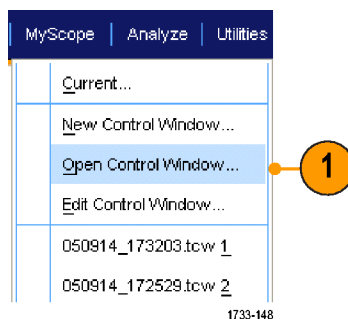 MyScope | Analyze | Utilities
Current...
New Control Window...
Open Control Window...
1
Edit Control Window...
050914_173203.tcw 1
050914_172529.tcw 2
1733-148